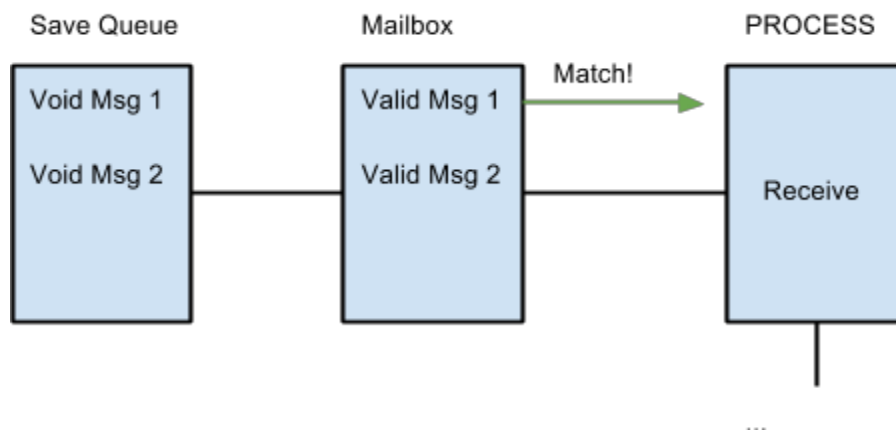 Save Queue
Mailbox
PROCESS
Void Msg 1
Valid Msg 1
Match!
Void Msg 2
Valid Msg 2
Receive
...